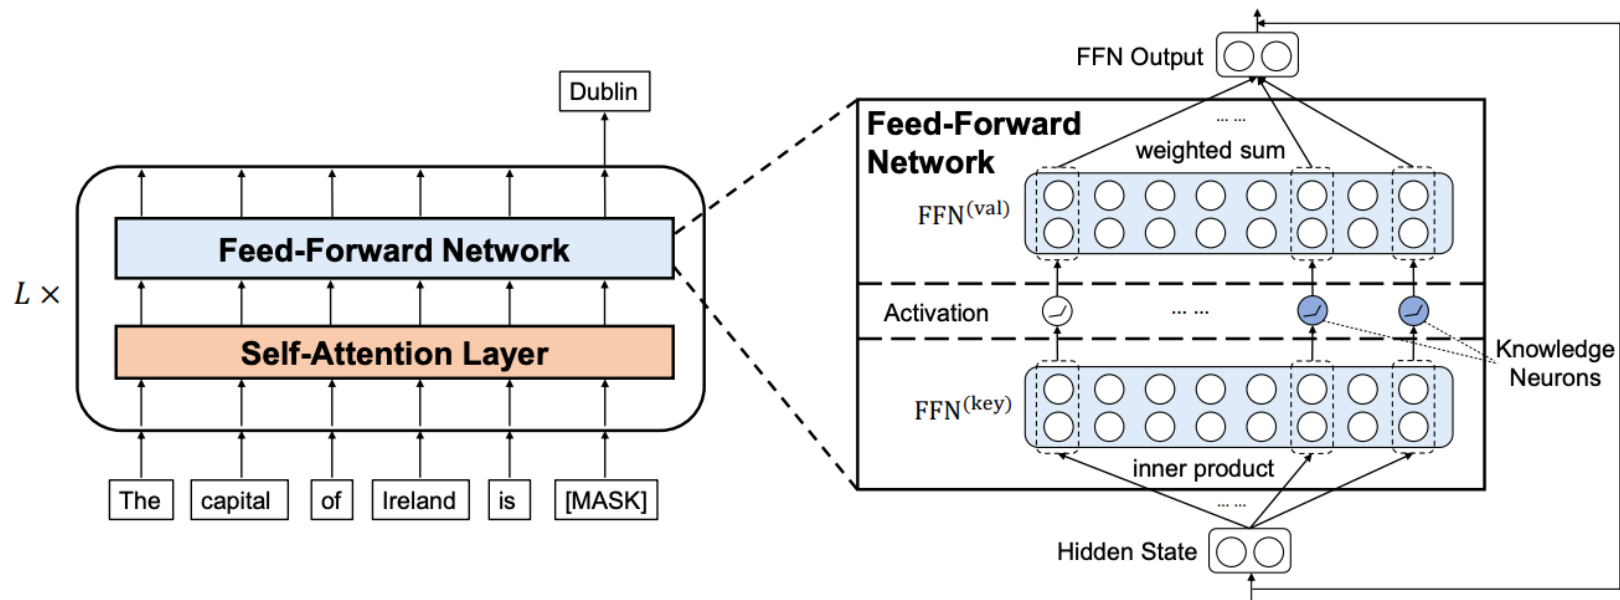 Dublin
Feed-Forward Network
L ×
Self-Attention Layer
The capital of Ireland is [MASK]
FFN Output
Feed-Forward
Network
... ...
weighted sum
FFN(val)
Activation
... ...
Knowledge
Neurons
FFN(key)
inner product
... ...
Hidden State